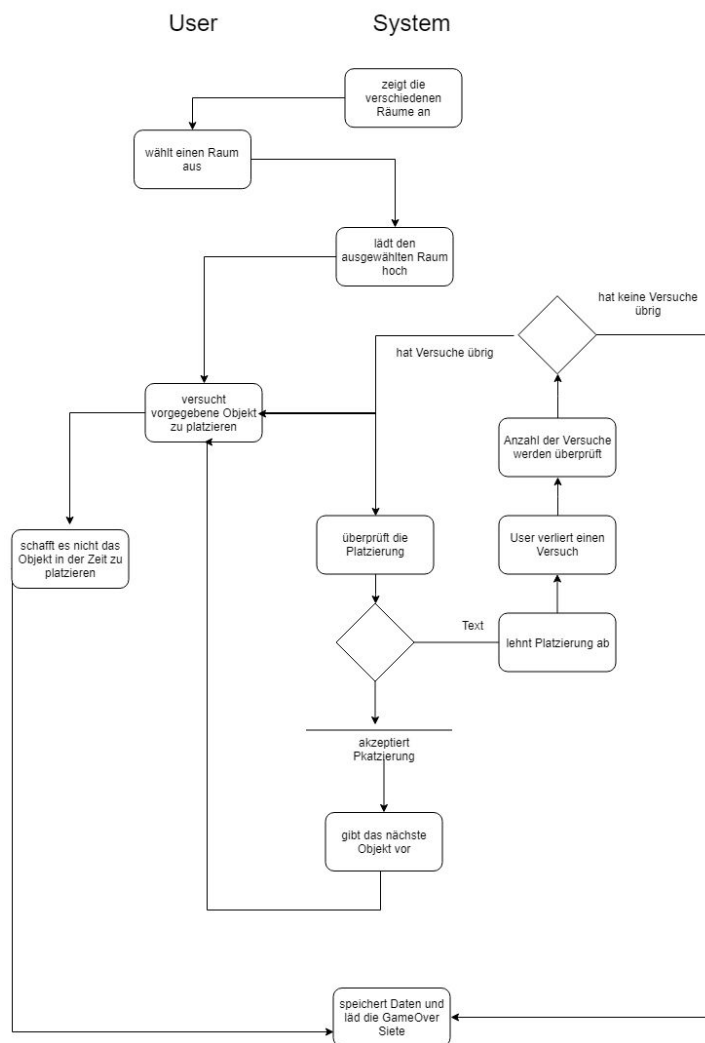 User
System
zeigt die
verschiedenen
Räume an
wählt einen Raum
aus
lädt den
ausgewählten Raum
hoch
hat keine Versuche
übrig
hat Versuche übrig
versucht
vorgegebene Objekt
zu platzieren
Anzahl der Versuche
werden überprüft
schafft es nicht das
Objekt in der Zeit zu
platzieren
überprüft die
Platzierung
User verliert einen
Versuch
Text
lehnt Platzierung ab
akzeptiert
Pkatzierung
gibt das nächste
Objekt vor
speichert Daten und
läd die GameOver
Siete